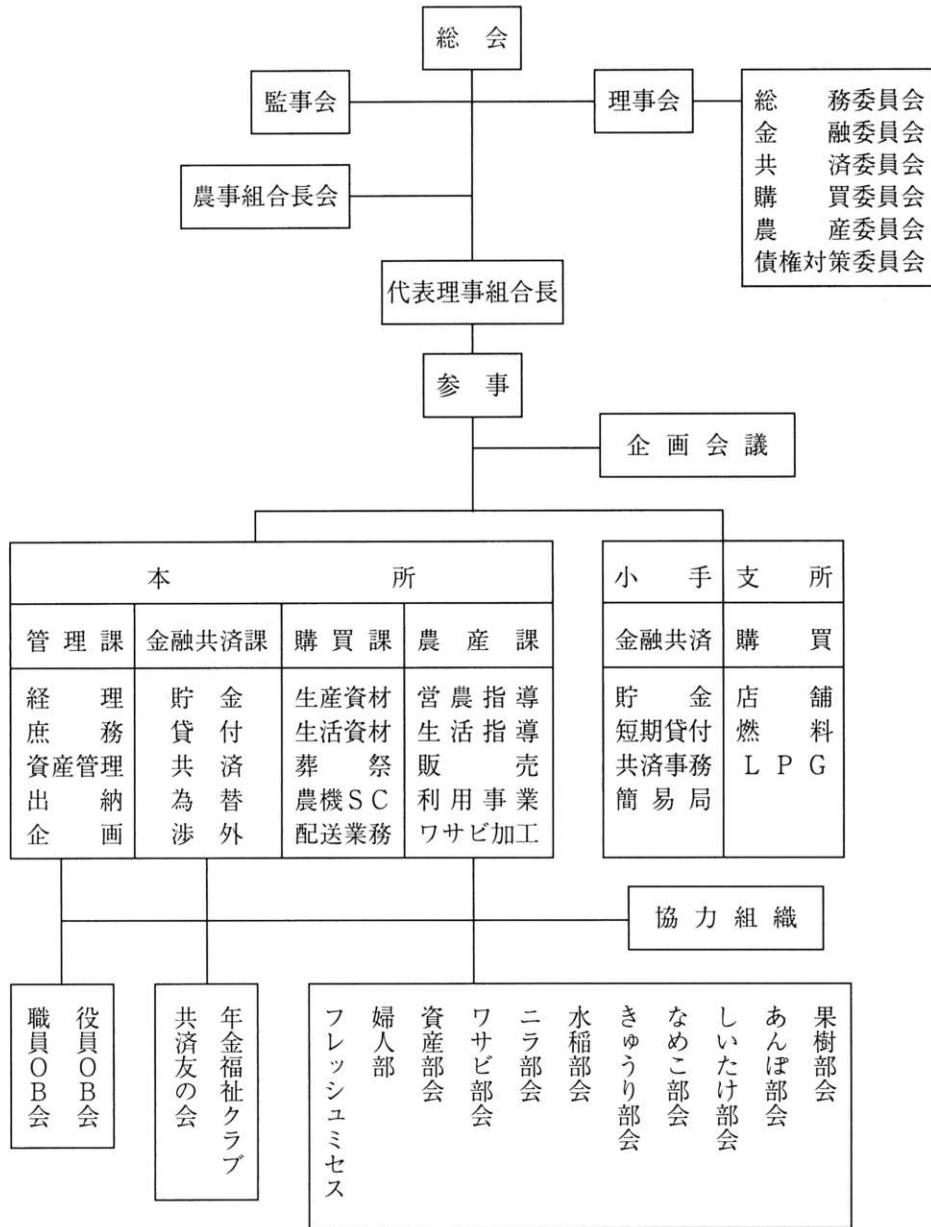 総会
監事会
理事会
総務委員会
金融委員会
共済委員会
購買委員会
農産委員会
債権対策委員会
農事組合長会
代表理事組合長
参事
企画会議
本所
管理課
経理
庶務
資産管理
出納
企画
金融共済課
貯金
貸付
共済
為替
渉外
購買課
生産資材
生活資材
葬祭
農機SC
配送業務
農産課
営農指導
生活指導
販売
利用事業
ワサビ加工
小手支所
金融共済
貯金
短期貸付
共済事務
簡易局
購買
店舗
燃料
LPG
協力組織
役員OB会
職員OB会
年金福祉クラブ
共済友の会
果樹部会
あんぽ部会
しいたけ部会
なめこ部会
きゅうり部会
水稲部会
ニラ部会
ワサビ部会
資産部会
婦人部
フレッシュミセス